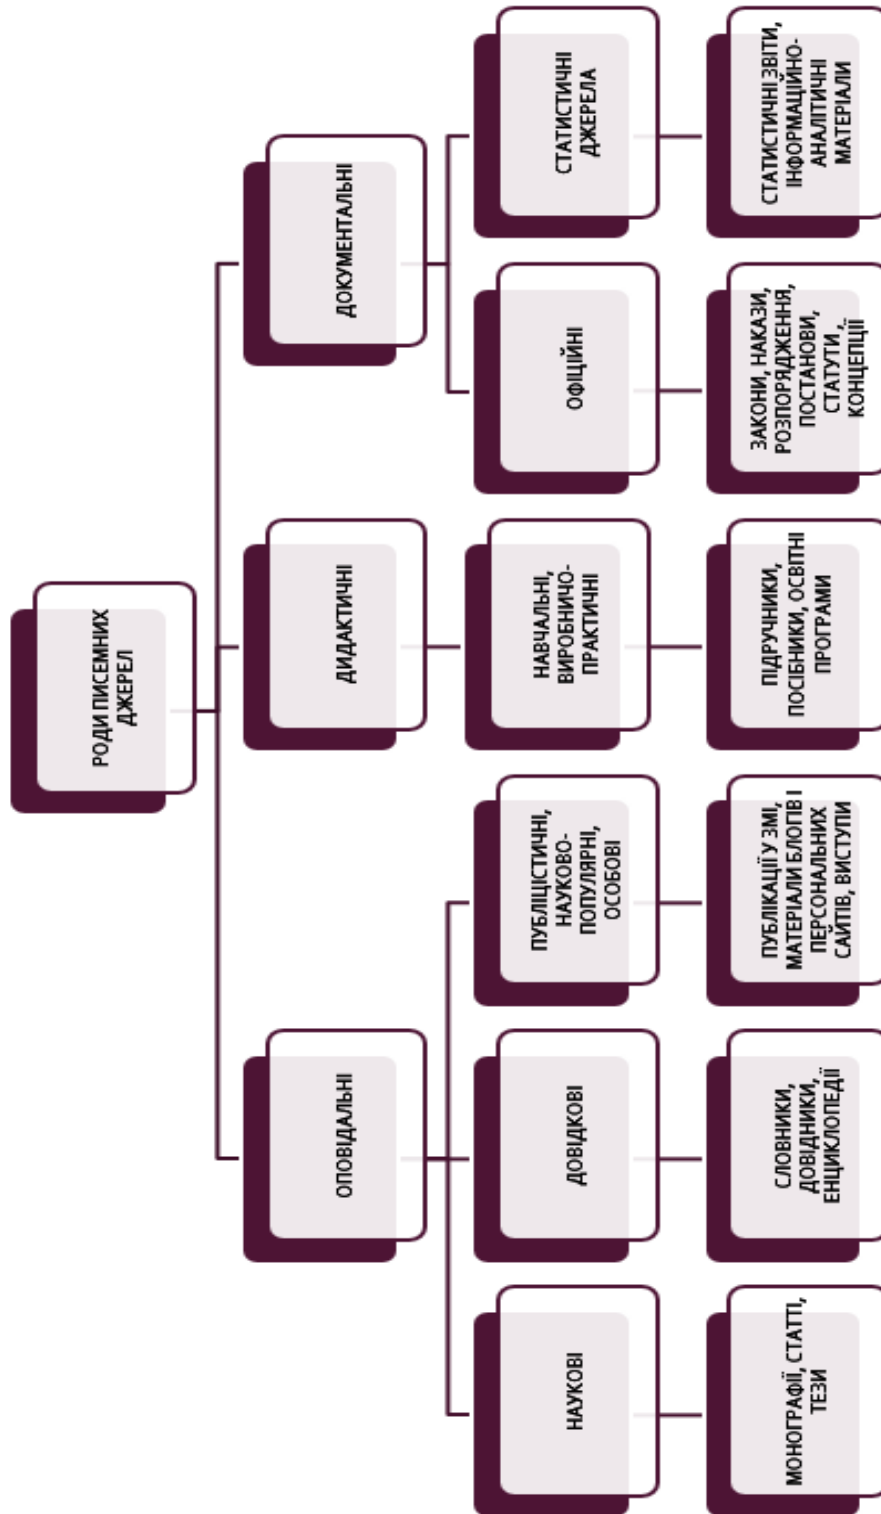 РОДИ ПИСЕМНИХ
ДЖЕРЕЛ
ОПОВІДАЛЬНІ
ДИДАКТИЧНІ
ДОКУМЕНТАЛЬНІ
НАУКОВІ
ДОВІДКОВІ
ПУБЛІЦІСТИЧНІ,
НАУКОВО-
ПОПУЛЯРНІ,
ОСОБОВІ
НАВЧАЛЬНІ,
ВИРОБНИЧО-
ПРАКТИЧНІ
ОФІЦІЙНІ
СТАТИСТИЧНІ
ДЖЕРЕЛА
МОНОГРАФІЇ, СТАТТІ,
ТЕЗИ
СЛОВНИКИ,
ДОВІДНИКИ,
ЕНЦИКЛОПЕДІЇ
ПУБЛІКАЦІЇ У ЗМІ,
МАТЕРІАЛИ БЛОГІВ І
ПЕРСОНАЛЬНИХ
САЙТІВ, ВИСТУПИ
ПІДРУЧНИКИ,
ПОСІБНИКИ, ОСВІТНІ
ПРОГРАМИ
ЗАКОНИ, НАКАЗИ,
РОЗПОРЯДЖЕННЯ,
ПОСТАНОВИ,
СТАТУТИ,
КОНЦЕПЦІЇ
СТАТИСТИЧНІ ЗВІТИ,
ІНФОРМАЦІЙНО-
АНАЛІТИЧНІ
МАТЕРІАЛИ